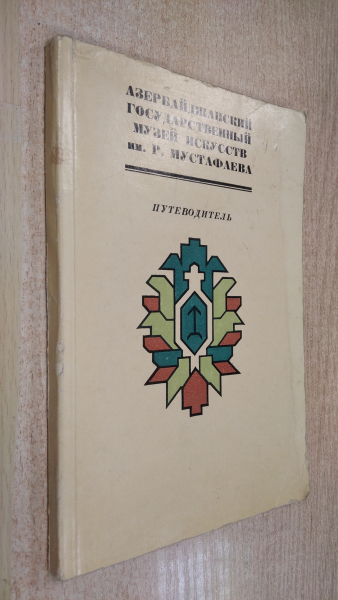 АЗЕРБАЙДЖАНСКИЙ
ГОСУДАРСТВЕННЫЙ
МУЗЕЙ ИСКУССТВ
им. Р. МУСТАФАЕВА
ПУТЕВОДИТЕЛЬ